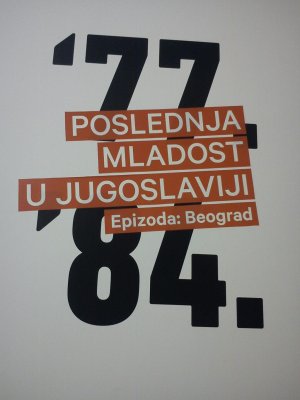 ‘77.
POSLEDNJA
MLADOST
U JUGOSLAVIJI
Epizoda: Beograd
‘84.